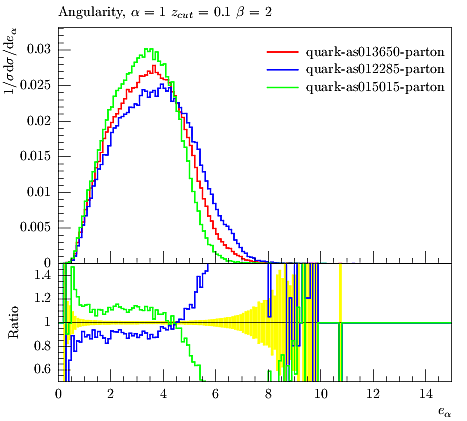 Angularity, α = 1 z_cut = 0.1 β = 2
1/σ dσ/de_α
0.03
0.025
0.02
0.015
0.01
0.005
0
quark-as013650-parton
quark-as012285-parton
quark-as015015-parton
Ratio
1.4
1.2
1
0.8
0.6
0 2 4 6 8 10 12 14
e_α